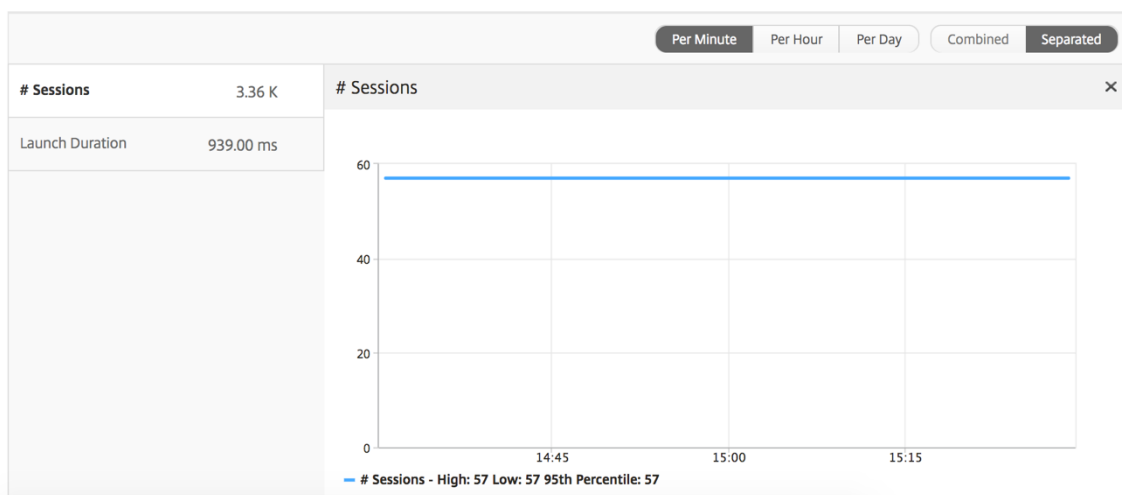 Per Minute Per Hour Per Day Combined Separated
# Sessions 3.36 K
Launch Duration 939.00 ms
# Sessions ×
60
40
20
0
14:45 15:00 15:15
# Sessions - High: 57 Low: 57 95th Percentile: 57